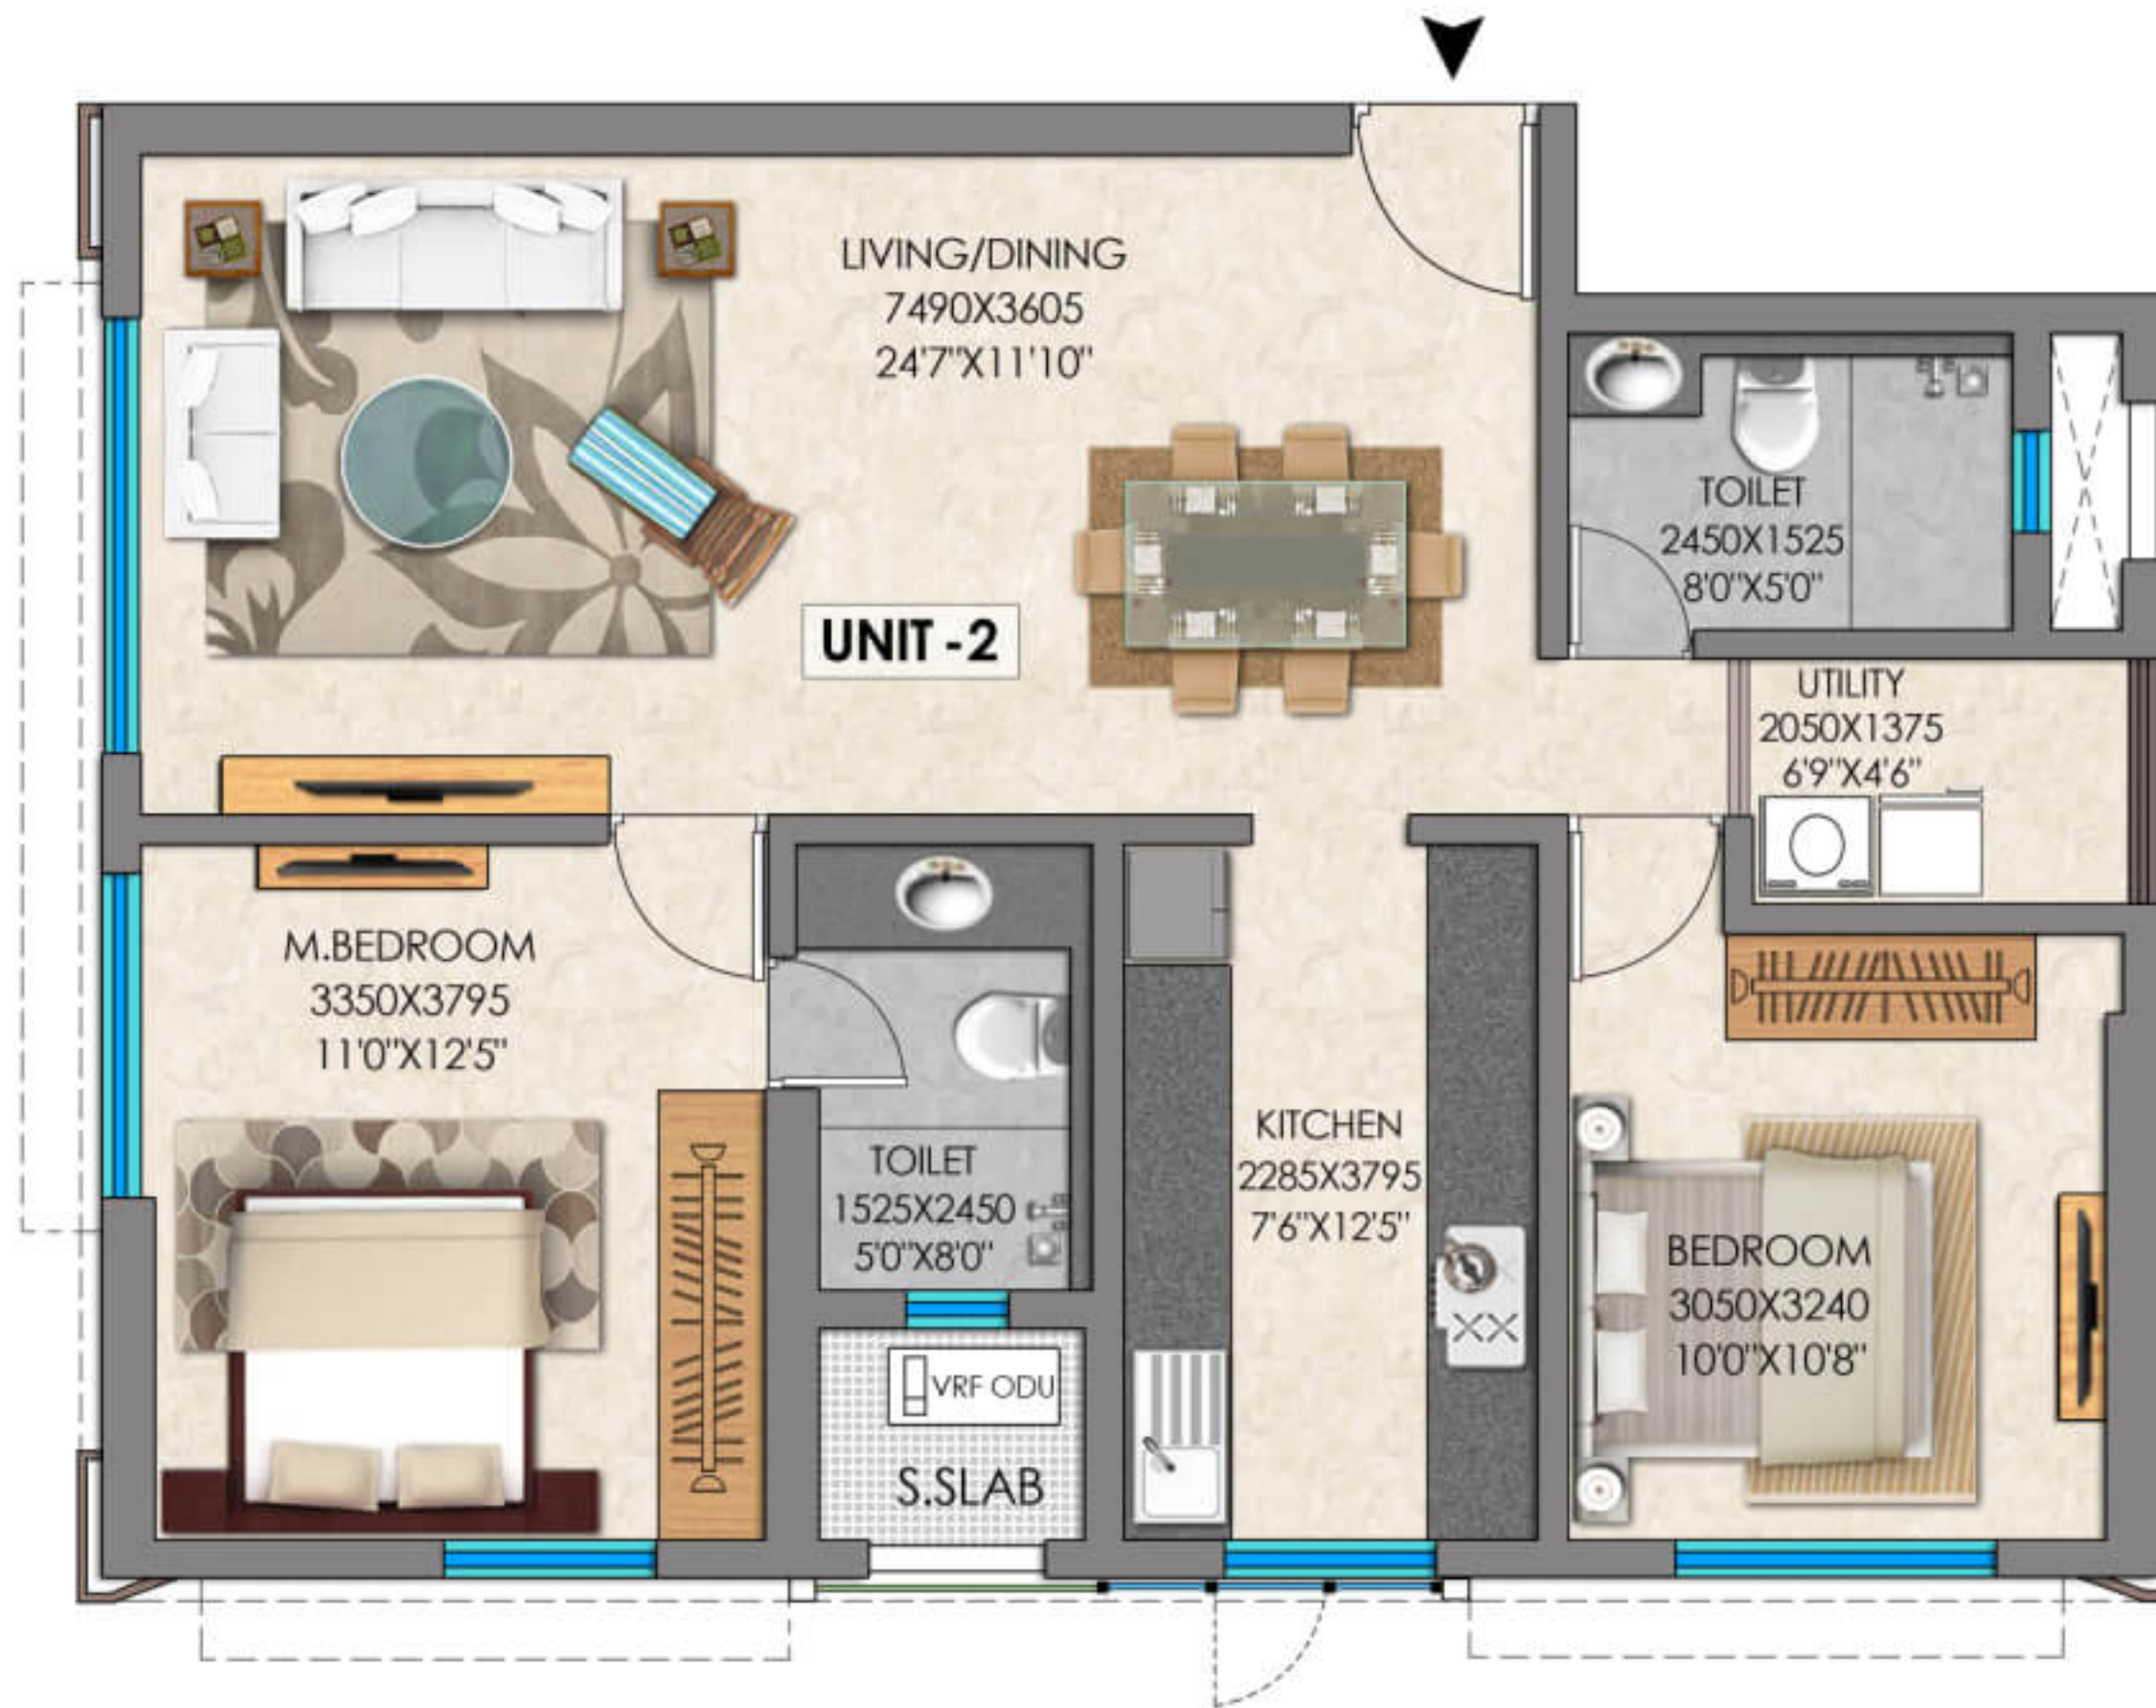 LIVING/DINING
7490X3605
24'7"X11'10"
UNIT -2
TOILET
2450X1525
8'0"X5'0"
UTILITY
2050X1375
6'9"X4'6"
M.BEDROOM
3350X3795
11'0"X12'5"
TOILET
1525X2450
5'0"X8'0"
KITCHEN
2285X3795
7'6"X12'5"
BEDROOM
3050X3240
10'0"X10'8"
VRF ODU
S.SLAB